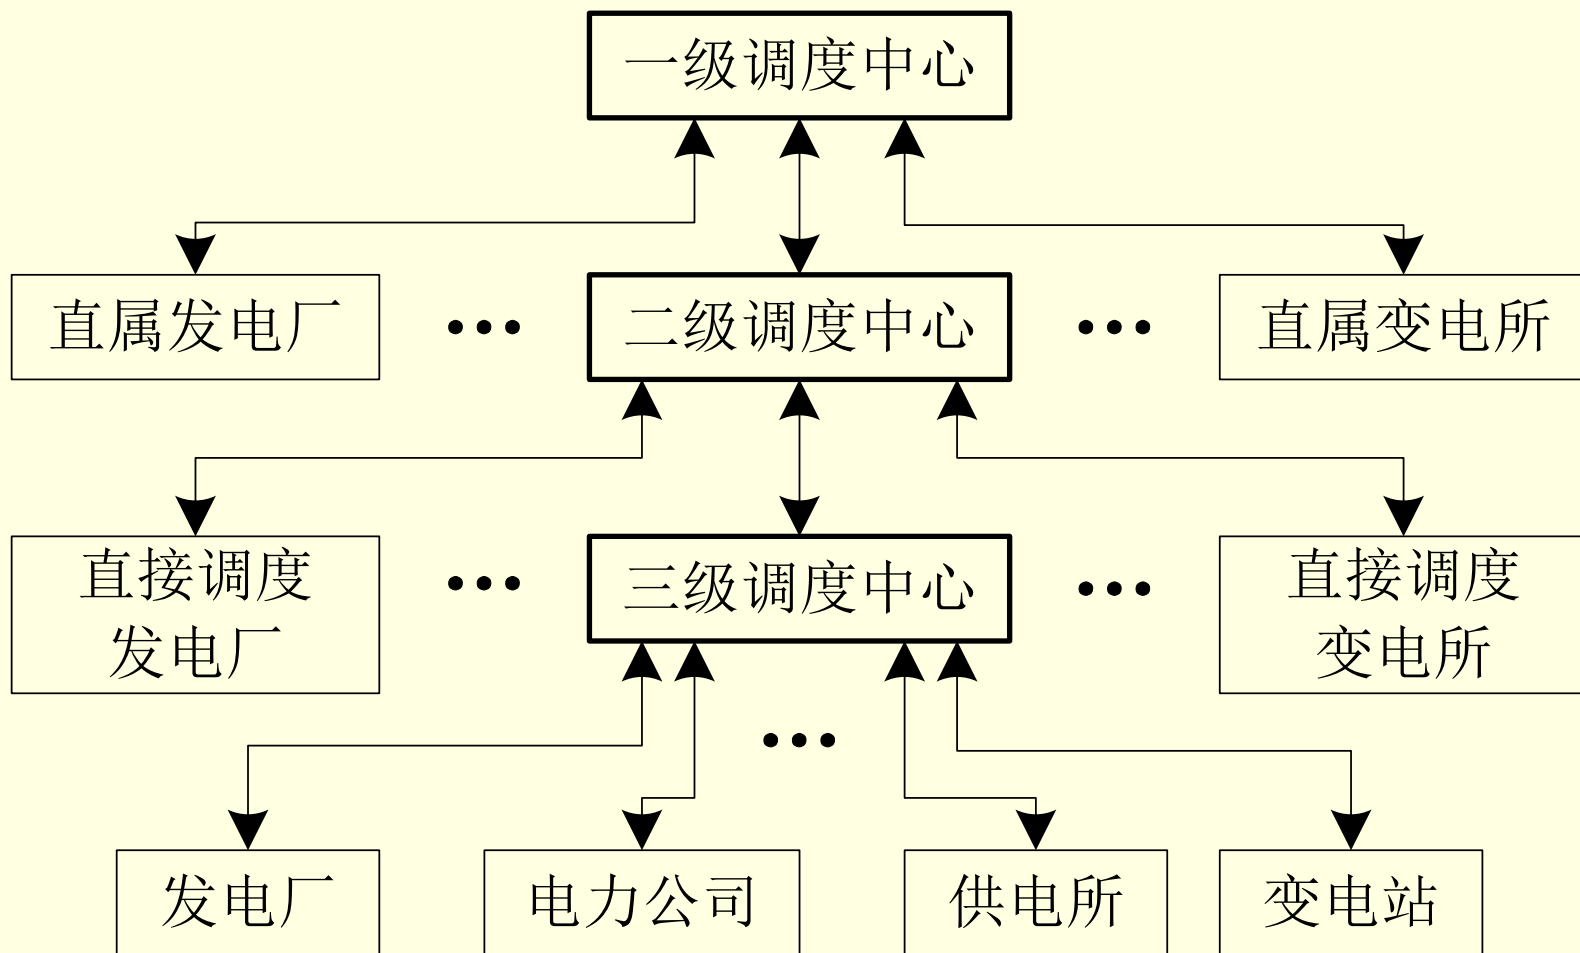 一级调度中心
直属发电厂
•••
二级调度中心
•••
直属变电所
直接调度
发电厂
•••
三级调度中心
•••
直接调度
变电所
•••
发电厂
电力公司
供电所
变电站